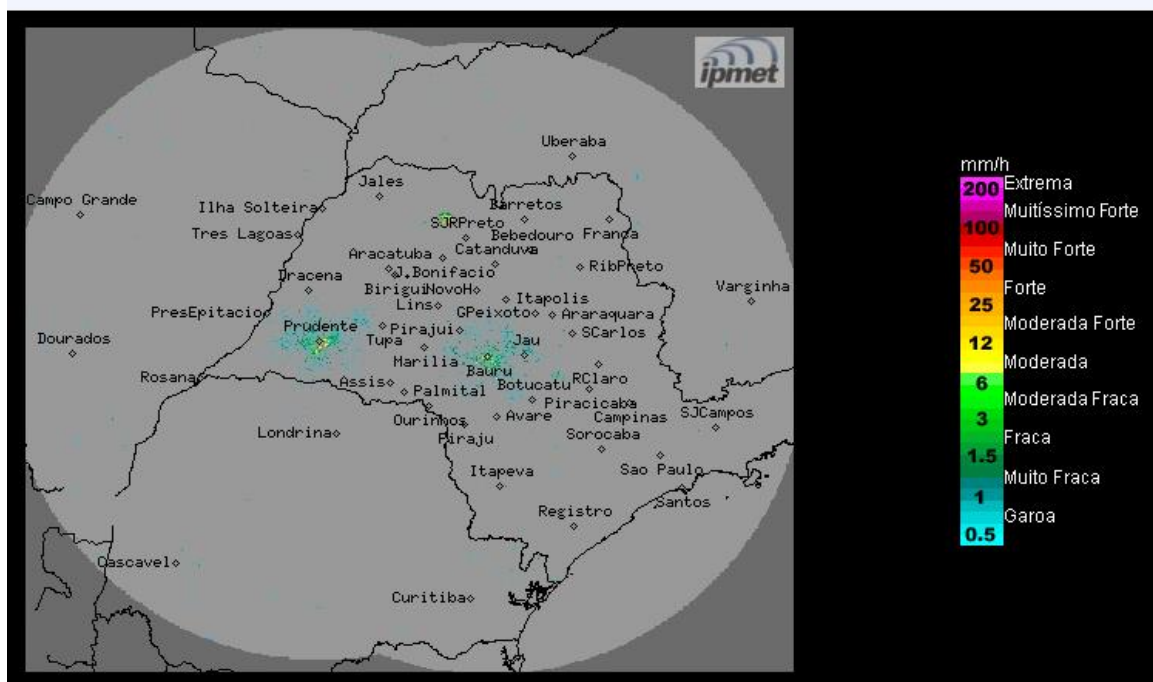 ipmet
Uberaba
Jales
Campo Grande
Ilha Solteira
Barretos
SJRPreto
Tres Lagoas
Bebedouro
Franca
Aracatuba
Catanduva
J.Bonifacio
RibPreto
Dracena
Birigui
NovoH
Varginha
Lins
Itapolis
PresEpitacio
GPeixoto
Araraquara
Prudente
Pirajui
SCarlos
Dourados
Tupa
Jau
Marilia
Bauru
Rosana
Assis
Botucatu
RClaro
Palmital
Piracicaba
Ourinhos
Avare
Campinas
SJCampos
Londrina
Piraju
Sorocaba
Itapeva
Sao Paulo
Santos
Registro
Cascavel
Curitiba
mm/h
200 Extrema
Muitíssimo Forte
100
Muito Forte
50
Forte
25
Moderada Forte
12
Moderada
6
Moderada Fraca
3
Fraca
1.5
Muito Fraca
1
Garoa
0.5